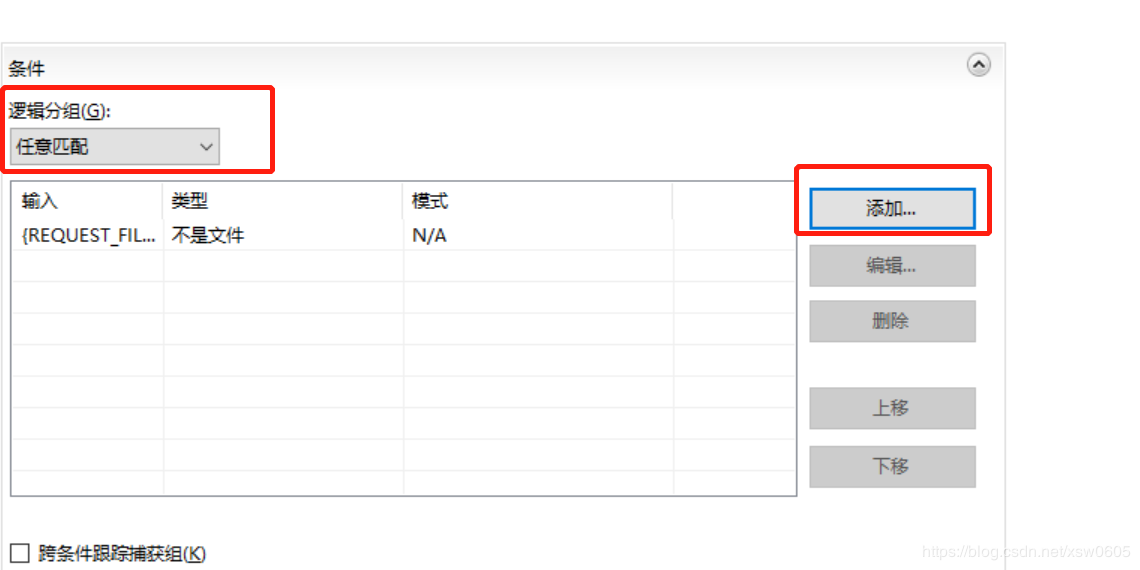 条件
逻辑分组(G):
任意匹配
输入 类型 模式
{REQUEST_FIL... 不是文件 N/A
添加...
编辑...
删除
上移
下移
跨条件跟踪捕获组(K)
https://blog.csdn.net/xsw0605